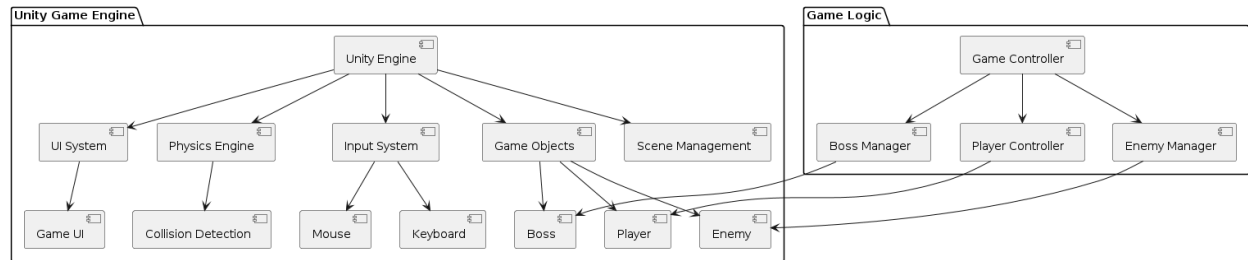 Unity Game Engine
Game Logic
Unity Engine
Game Controller
UI System
Physics Engine
Input System
Game Objects
Scene Management
Boss Manager
Player Controller
Enemy Manager
Game UI
Collision Detection
Mouse
Keyboard
Boss
Player
Enemy